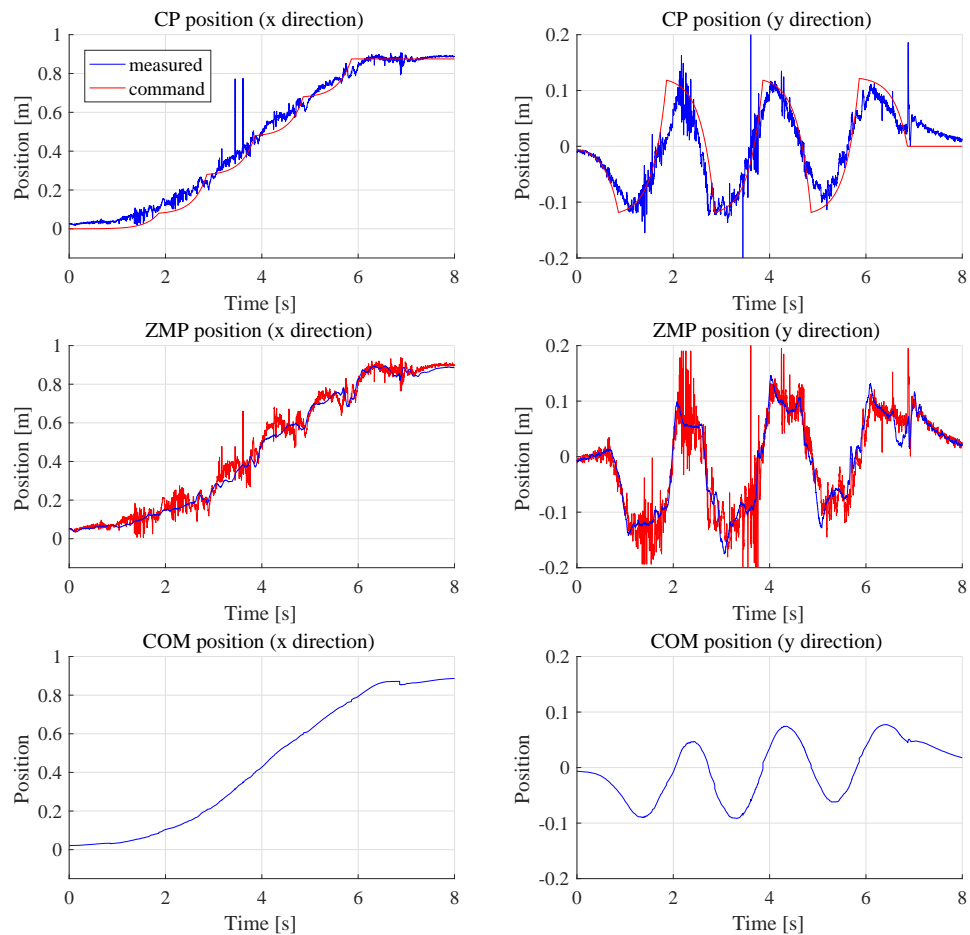 CP position (x direction)
Position [m]
1
0.8
0.6
0.4
0.2
0
measured
command
0 2 4 6 8
Time [s]
CP position (y direction)
Position [m]
0.2
0.1
0
-0.1
-0.2
0 2 4 6 8
Time [s]
ZMP position (x direction)
Position [m]
1
0.8
0.6
0.4
0.2
0
0 2 4 6 8
Time [s]
ZMP position (y direction)
Position [m]
0.2
0.1
0
-0.1
-0.2
0 2 4 6 8
Time [s]
COM position (x direction)
Position
1
0.8
0.6
0.4
0.2
0
0 2 4 6 8
Time [s]
COM position (y direction)
Position
0.2
0.1
0
-0.1
-0.2
0 2 4 6 8
Time [s]